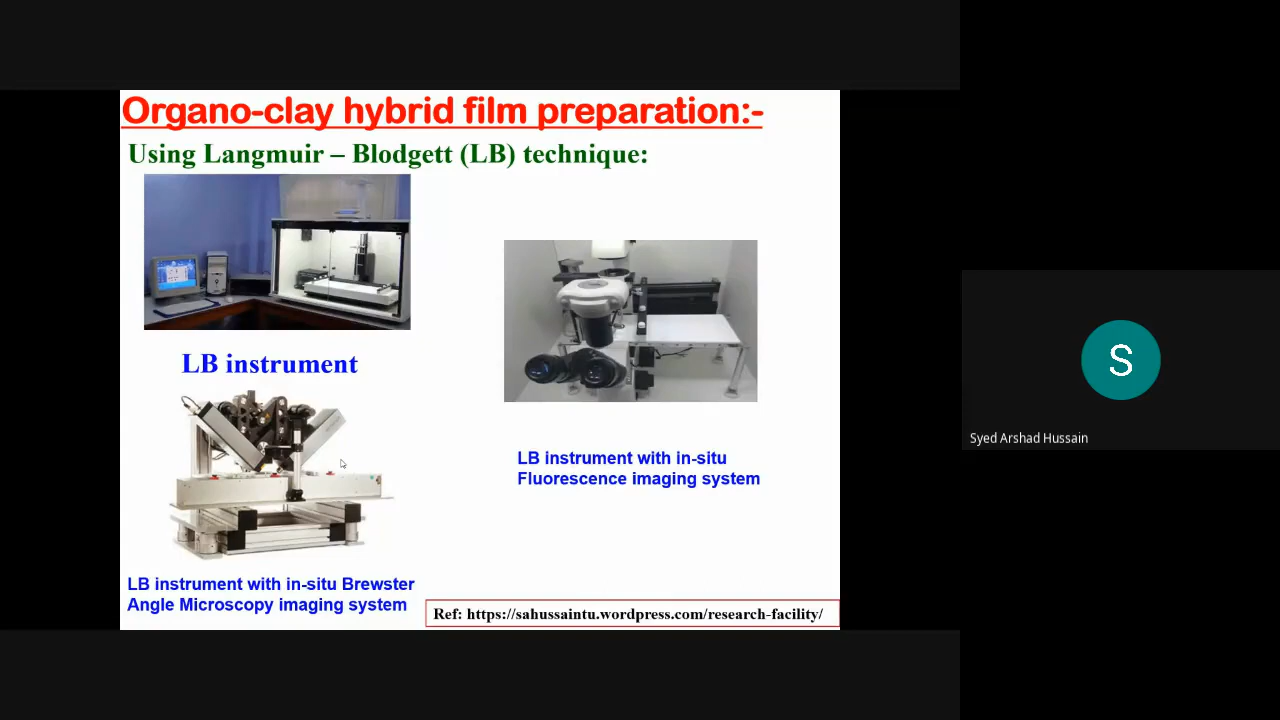 Organo-clay hybrid film preparation:-
Using Langmuir – Blodgett (LB) technique:
LB instrument
LB instrument with in-situ
Fluorescence imaging system
LB instrument with in-situ Brewster
Angle Microscopy imaging system
Ref: https://sahussaintu.wordpress.com/research-facility/
S
Syed Arshad Hussain